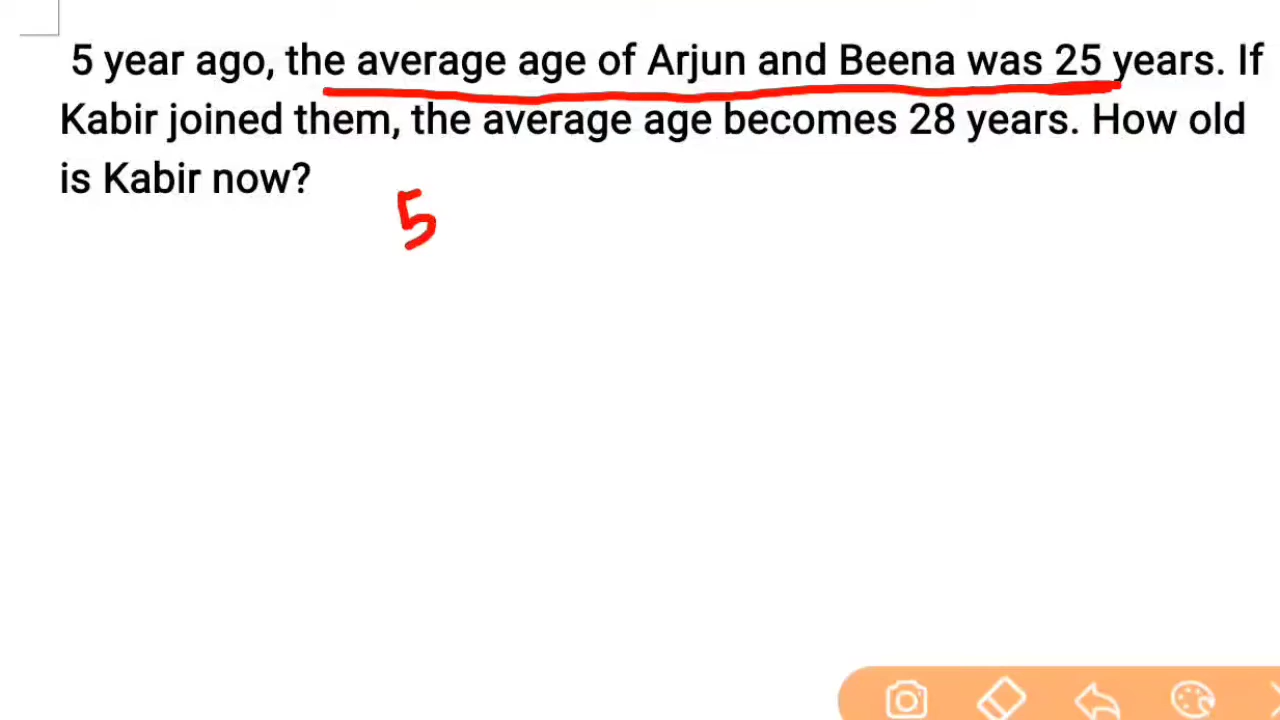 5 year ago, the average age of Arjun and Beena was 25 years. If
Kabir joined them, the average age becomes 28 years. How old
is Kabir now?
5